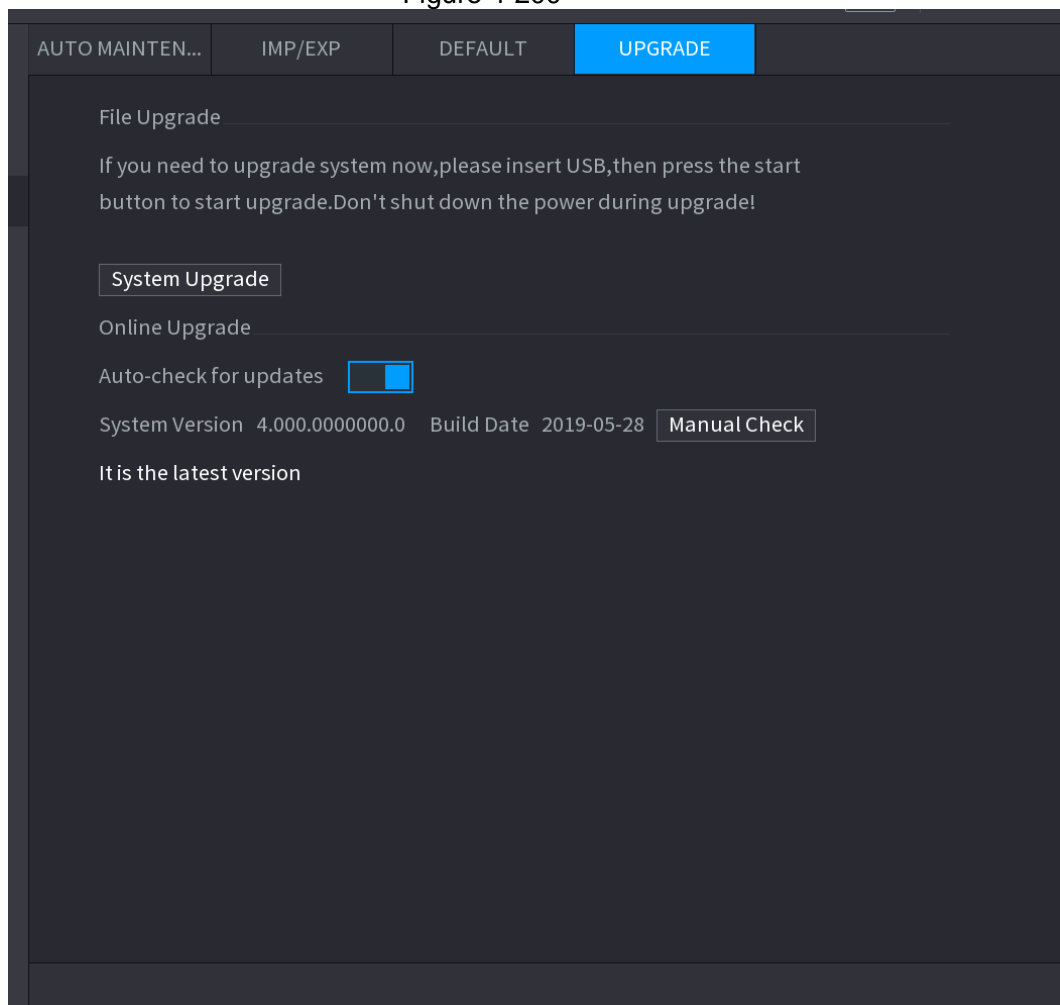 AUTO MAINTEN... IMP/EXP DEFAULT UPGRADE
File Upgrade
If you need to upgrade system now,please insert USB,then press the start
button to start upgrade.Don't shut down the power during upgrade!
System Upgrade
Online Upgrade
Auto-check for updates
System Version 4.000.0000000.0 Build Date 2019-05-28 Manual Check
It is the latest version